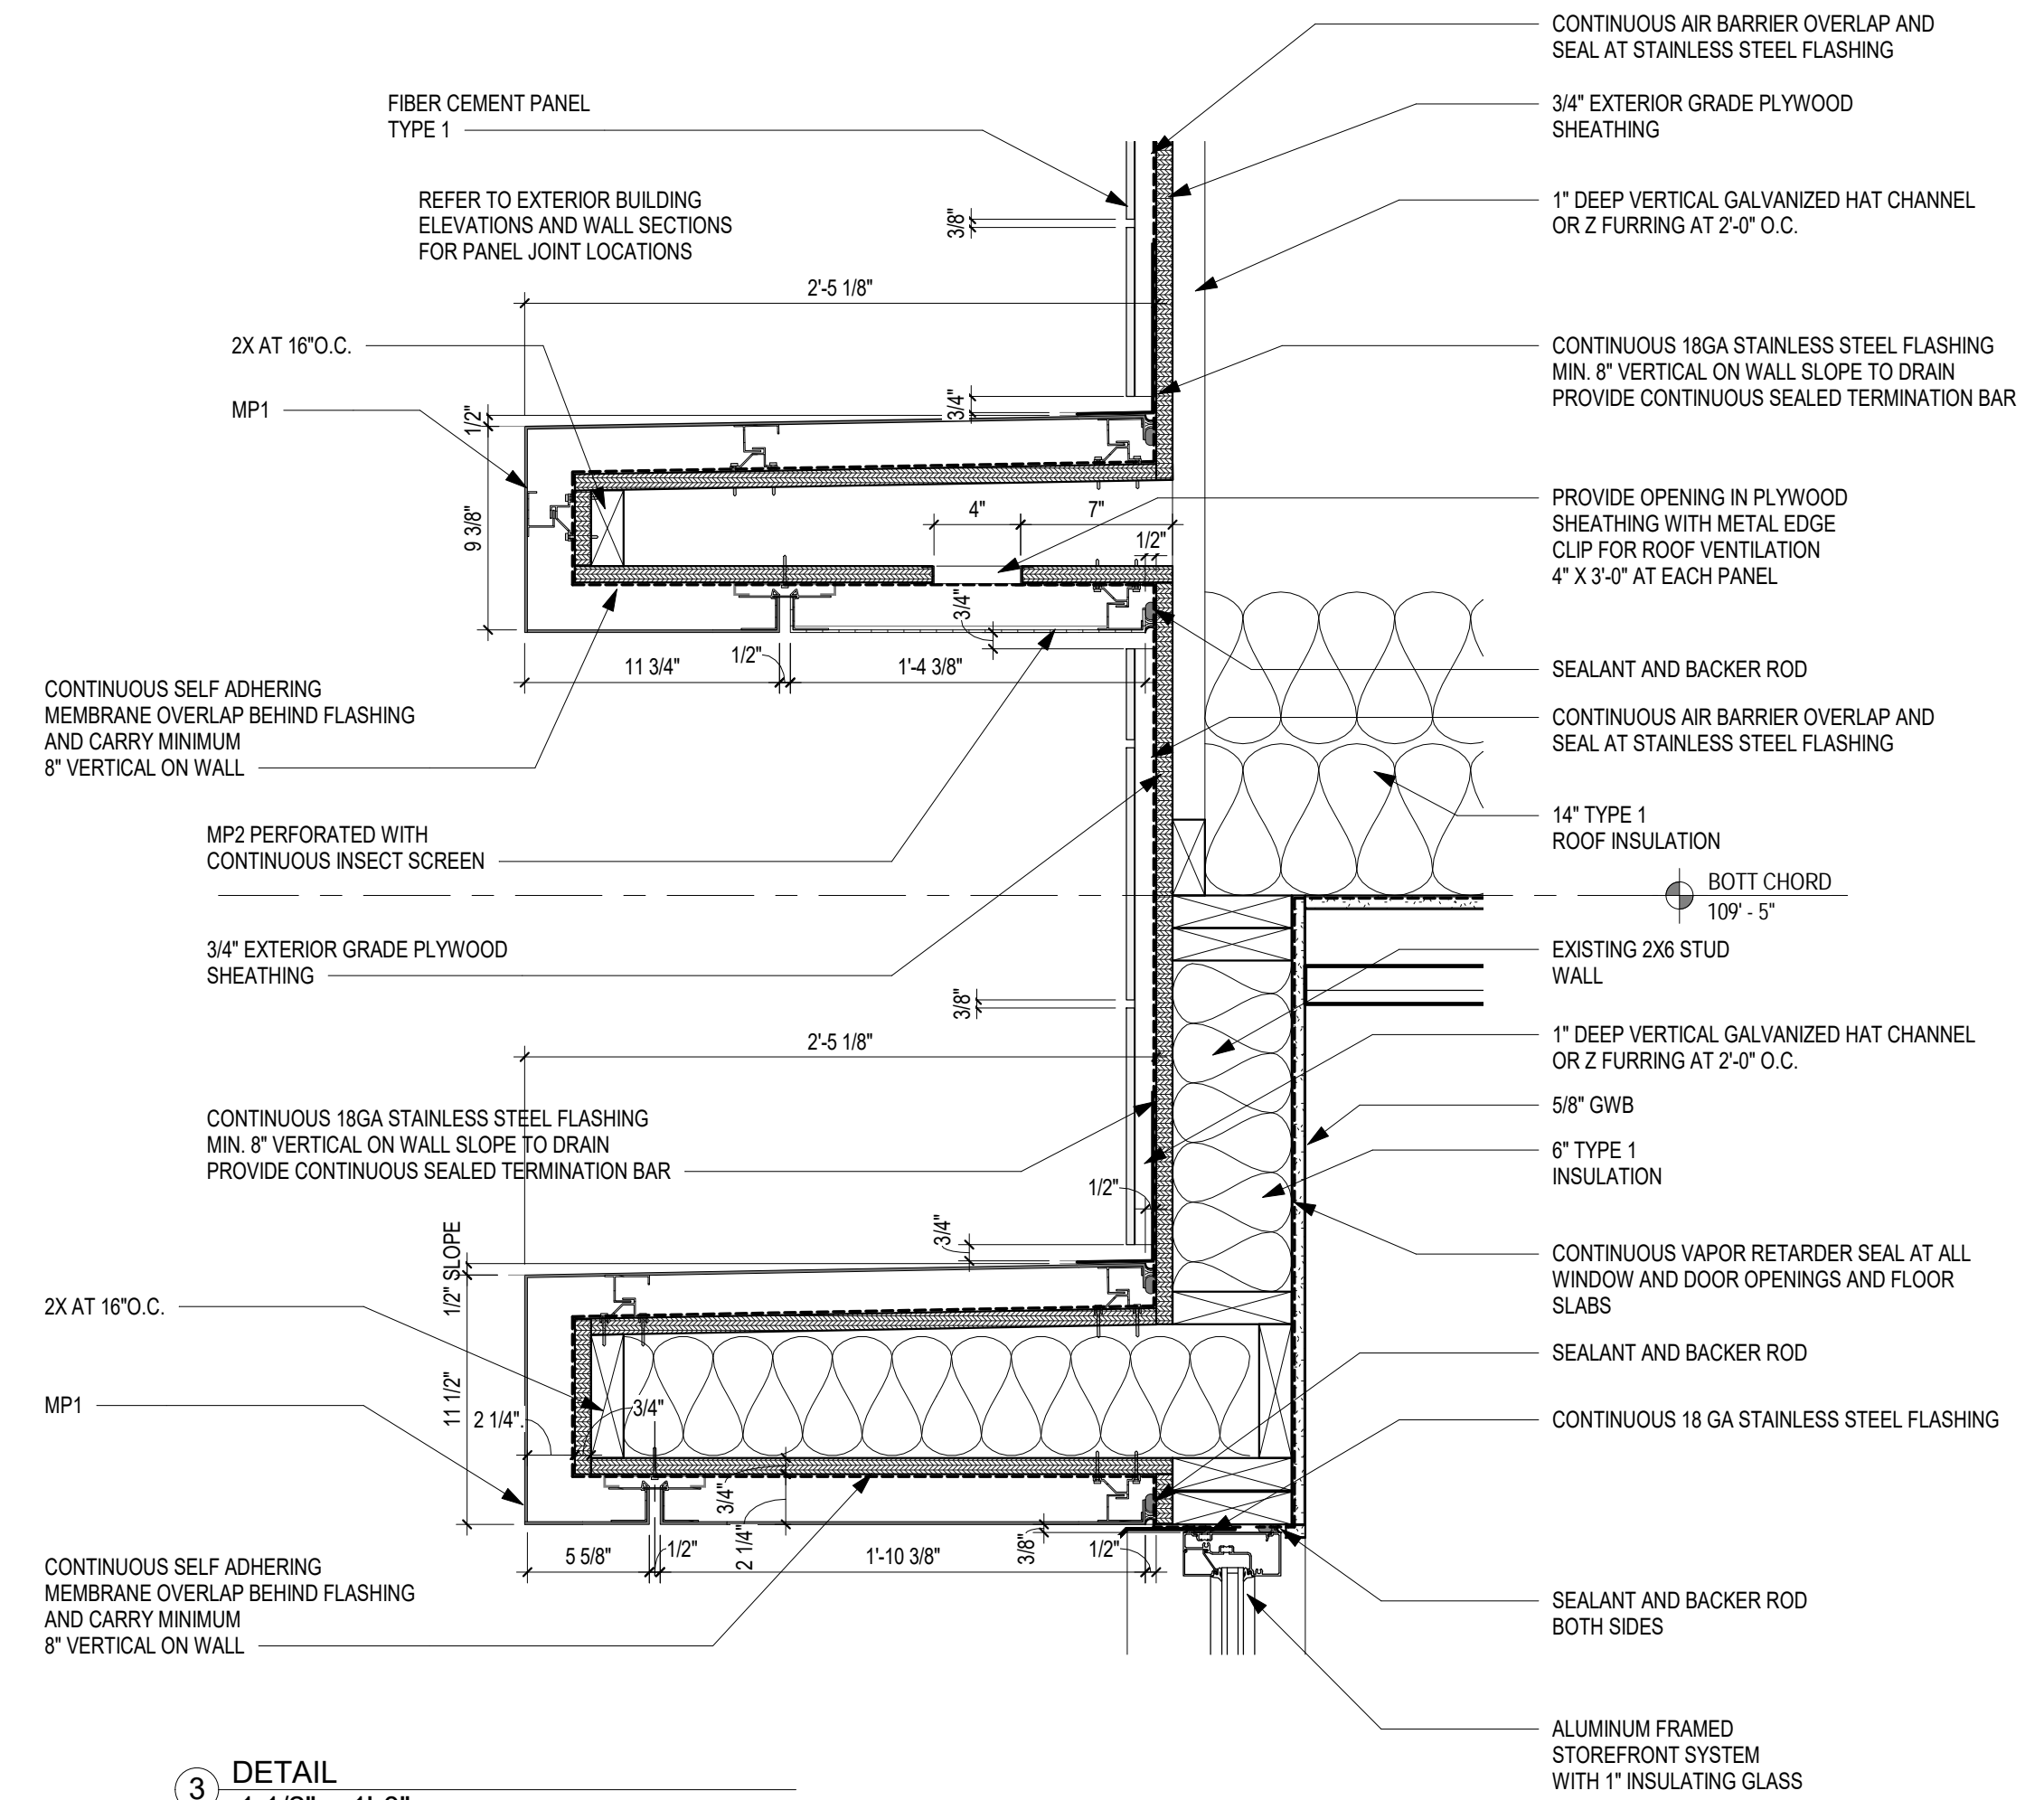 CONTINUOUS AIR BARRIER OVERLAP AND
SEAL AT STAINLESS STEEL FLASHING
FIBER CEMENT PANEL
TYPE 1
3/4" EXTERIOR GRADE PLYWOOD
SHEATHING
REFER TO EXTERIOR BUILDING
ELEVATIONS AND WALL SECTIONS
FOR PANEL JOINT LOCATIONS
3/8"
1" DEEP VERTICAL GALVANIZED HAT CHANNEL
OR Z FURRING AT 2'-0" O.C.
2'-5 1/8"
2X AT 16"O.C.
CONTINUOUS 18GA STAINLESS STEEL FLASHING
MIN. 8" VERTICAL ON WALL SLOPE TO DRAIN
PROVIDE CONTINUOUS SEALED TERMINATION BAR
MP1
1/2"
3/4"
9 3/8"
4"
7"
1/2"
PROVIDE OPENING IN PLYWOOD
SHEATHING WITH METAL EDGE
CLIP FOR ROOF VENTILATION
4" X 3'-0" AT EACH PANEL
3/4"
11 3/4"
1/2"
1'-4 3/8"
SEALANT AND BACKER ROD
CONTINUOUS SELF ADHERING
MEMBRANE OVERLAP BEHIND FLASHING
AND CARRY MINIMUM
8" VERTICAL ON WALL
CONTINUOUS AIR BARRIER OVERLAP AND
SEAL AT STAINLESS STEEL FLASHING
MP2 PERFORATED WITH
CONTINUOUS INSECT SCREEN
14" TYPE 1
ROOF INSULATION
BOTT CHORD
109' - 5"
3/4" EXTERIOR GRADE PLYWOOD
SHEATHING
EXISTING 2X6 STUD
WALL
3/8"
2'-5 1/8"
1" DEEP VERTICAL GALVANIZED HAT CHANNEL
OR Z FURRING AT 2'-0" O.C.
CONTINUOUS 18GA STAINLESS STEEL FLASHING
MIN. 8" VERTICAL ON WALL SLOPE TO DRAIN
PROVIDE CONTINUOUS SEALED TERMINATION BAR
5/8" GWB
6" TYPE 1
INSULATION
1/2"
3/4"
1/2" SLOPE
CONTINUOUS VAPOR RETARDER SEAL AT ALL
WINDOW AND DOOR OPENINGS AND FLOOR
SLABS
2X AT 16"O.C.
SEALANT AND BACKER ROD
MP1
11 1/2"
2 1/4"
3/4"
CONTINUOUS 18 GA STAINLESS STEEL FLASHING
3/4"
2 1/4"
5 5/8"
1/2"
1'-10 3/8"
3/8"
1/2"
CONTINUOUS SELF ADHERING
MEMBRANE OVERLAP BEHIND FLASHING
AND CARRY MINIMUM
8" VERTICAL ON WALL
SEALANT AND BACKER ROD
BOTH SIDES
ALUMINUM FRAMED
STOREFRONT SYSTEM
WITH 1" INSULATING GLASS
3
DETAIL